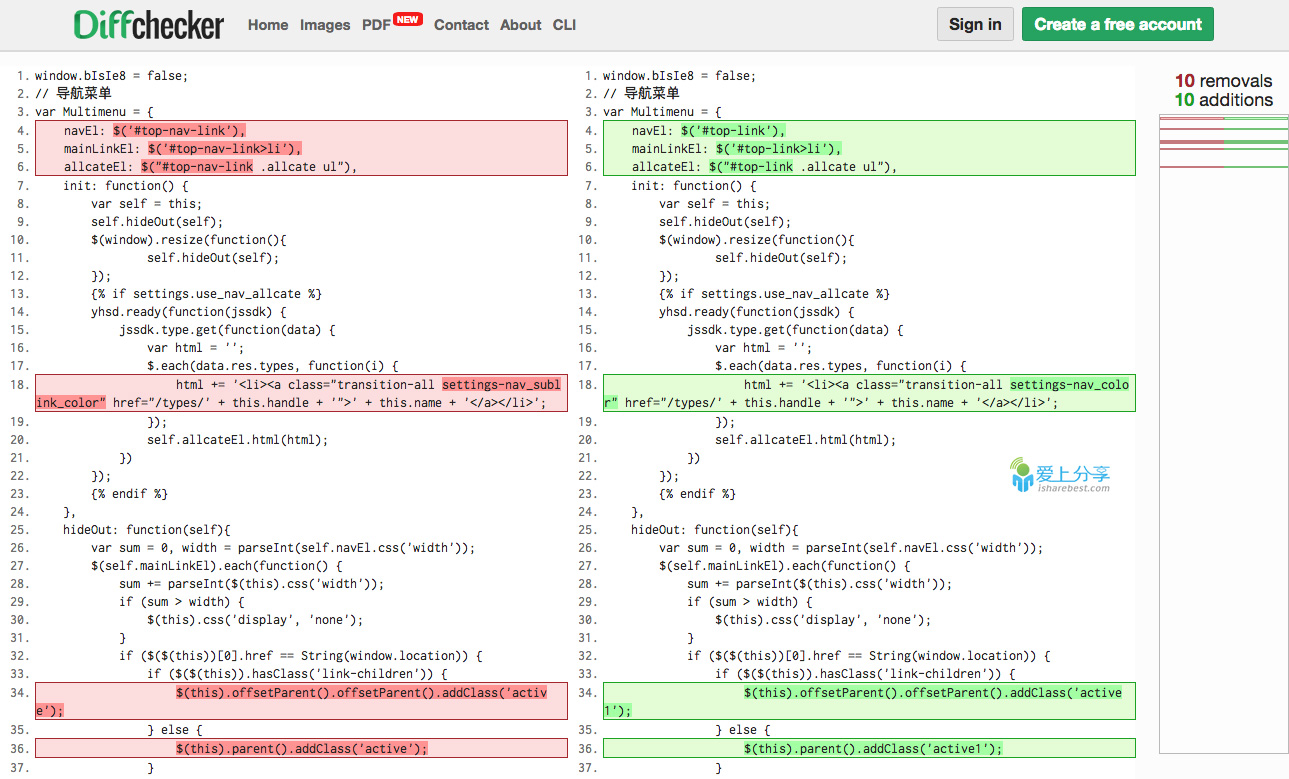 Diffchecker Home Images PDF NEW Contact About CLI Sign in Create a free account
1. window.bIsIe8 = false;
2. // 导航菜单
3. var Multimenu = {
4. navEl: $('#top-nav-link'),
5. mainLinkEl: $('#top-nav-link>li'),
6. allcateEl: $("#top-nav-link .allcate ul"),
7. init: function() {
8. var self = this;
9. self.hideOut(self);
10. $(window).resize(function(){
11. self.hideOut(self);
12. });
13. {% if settings.use_nav_allcate %}
14. yhsd.ready(function(jssdk) {
15. jssdk.type.get(function(data) {
16. var html = '';
17. $.each(data.res.types, function(i) {
18. html += '<li><a class="transition-all settings-nav_subl
ink_color" href="/types/' + this.handle + '">' + this.name + '</a></li>';
19. });
20. self.allcateEl.html(html);
21. })
22. });
23. {% endif %}
24. },
25. hideOut: function(self){
26. var sum = 0, width = parseInt(self.navEl.css('width'));
27. $(self.mainLinkEl).each(function() {
28. sum += parseInt($(this).css('width'));
29. if (sum > width) {
30. $(this).css('display', 'none');
31. }
32. if ($($(this))[0].href == String(window.location)) {
33. if ($($(this)).hasClass('link-children')) {
34. $(this).offsetParent().offsetParent().addClass('activ
e');
35. } else {
36. $(this).parent().addClass('active');
37. }
1. window.bIsIe8 = false;
2. // 导航菜单
3. var Multimenu = {
4. navEl: $('#top-link'),
5. mainLinkEl: $('#top-link>li'),
6. allcateEl: $("#top-link .allcate ul"),
7. init: function() {
8. var self = this;
9. self.hideOut(self);
10. $(window).resize(function(){
11. self.hideOut(self);
12. });
13. {% if settings.use_nav_allcate %}
14. yhsd.ready(function(jssdk) {
15. jssdk.type.get(function(data) {
16. var html = '';
17. $.each(data.res.types, function(i) {
18. html += '<li><a class="transition-all settings-nav_colo
r" href="/types/' + this.handle + '">' + this.name + '</a></li>';
19. });
20. self.allcateEl.html(html);
21. })
22. });
23. {% endif %}
24. },
25. hideOut: function(self){
26. var sum = 0, width = parseInt(self.navEl.css('width'));
27. $(self.mainLinkEl).each(function() {
28. sum += parseInt($(this).css('width'));
29. if (sum > width) {
30. $(this).css('display', 'none');
31. }
32. if ($($(this))[0].href == String(window.location)) {
33. if ($($(this)).hasClass('link-children')) {
34. $(this).offsetParent().offsetParent().addClass('active
1');
35. } else {
36. $(this).parent().addClass('active1');
37. }
爱上分享
isharebest.com
10 removals
10 additions